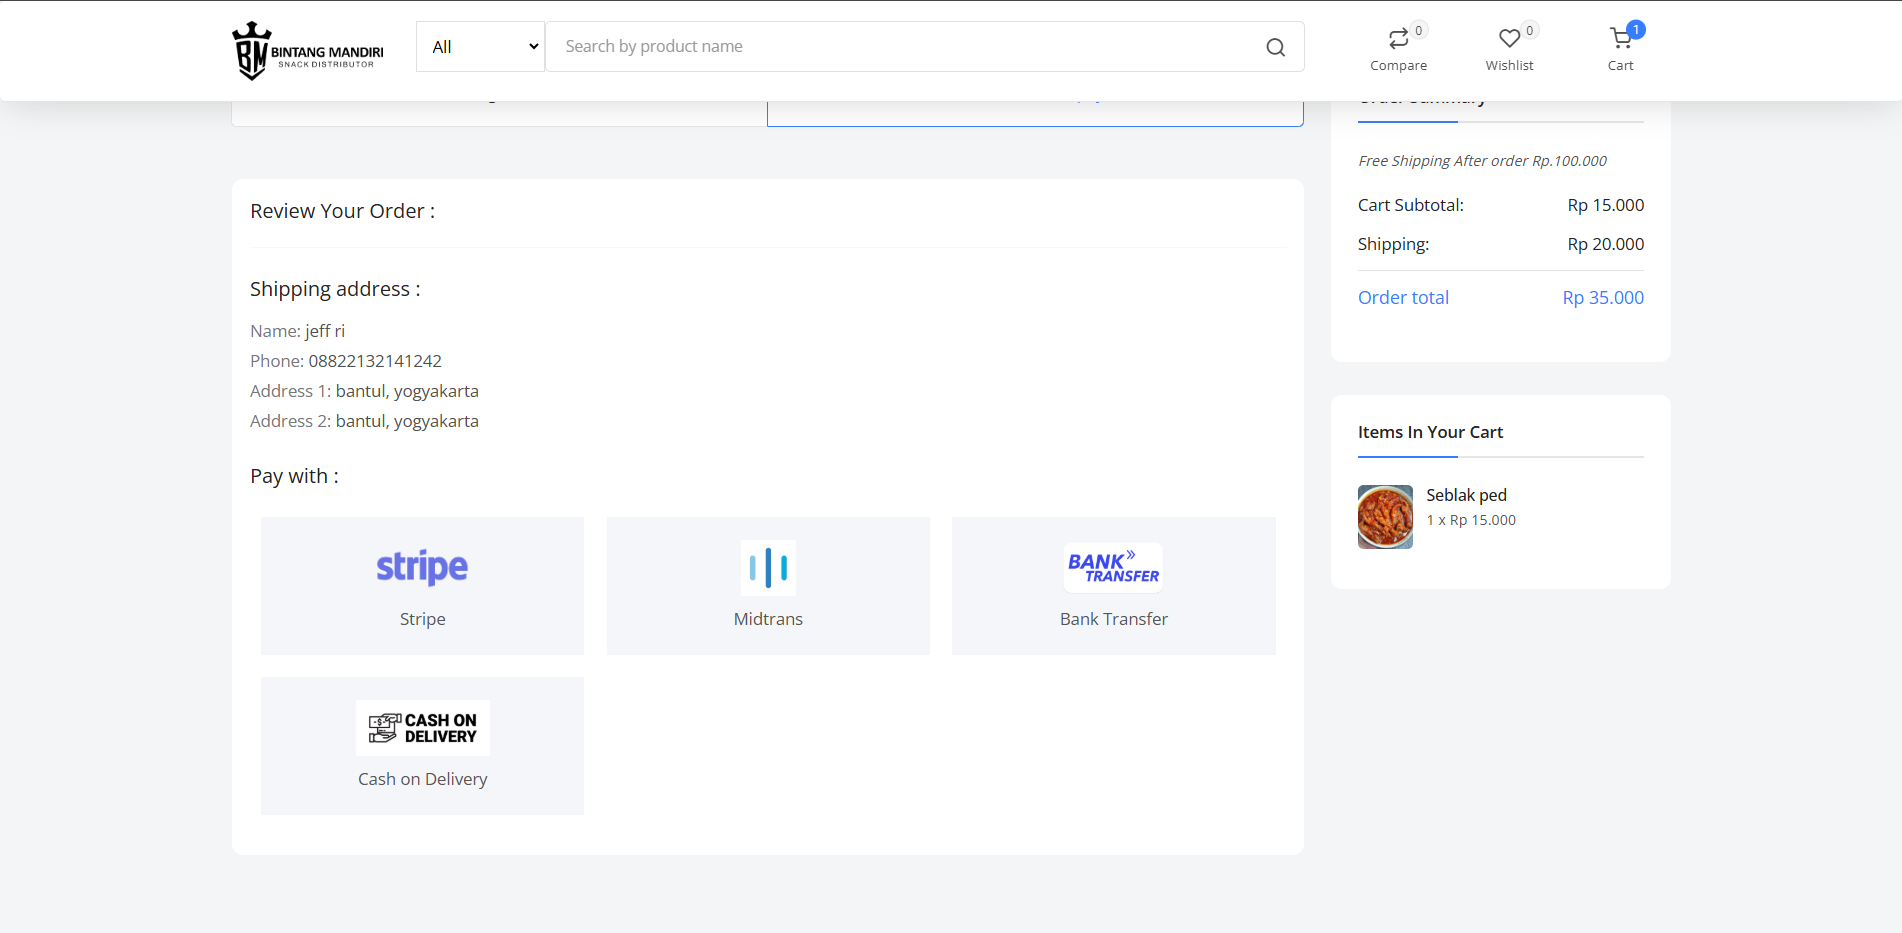 BM BINTANG MANDIRI
SNACK DISTRIBUTOR
All
Search by product name
0
Compare
0
Wishlist
1
Cart
Order Summary
Free Shipping After order Rp.100.000
Cart Subtotal: Rp 15.000
Shipping: Rp 20.000
Order total Rp 35.000
Review Your Order :
Shipping address :
Name: jeff ri
Phone: 08822132141242
Address 1: bantul, yogyakarta
Address 2: bantul, yogyakarta
Pay with :
stripe
Stripe
Midtrans
BANK
TRANSFER
Bank Transfer
CASH ON
DELIVERY
Cash on Delivery
Items In Your Cart
Seblak ped
1 x Rp 15.000